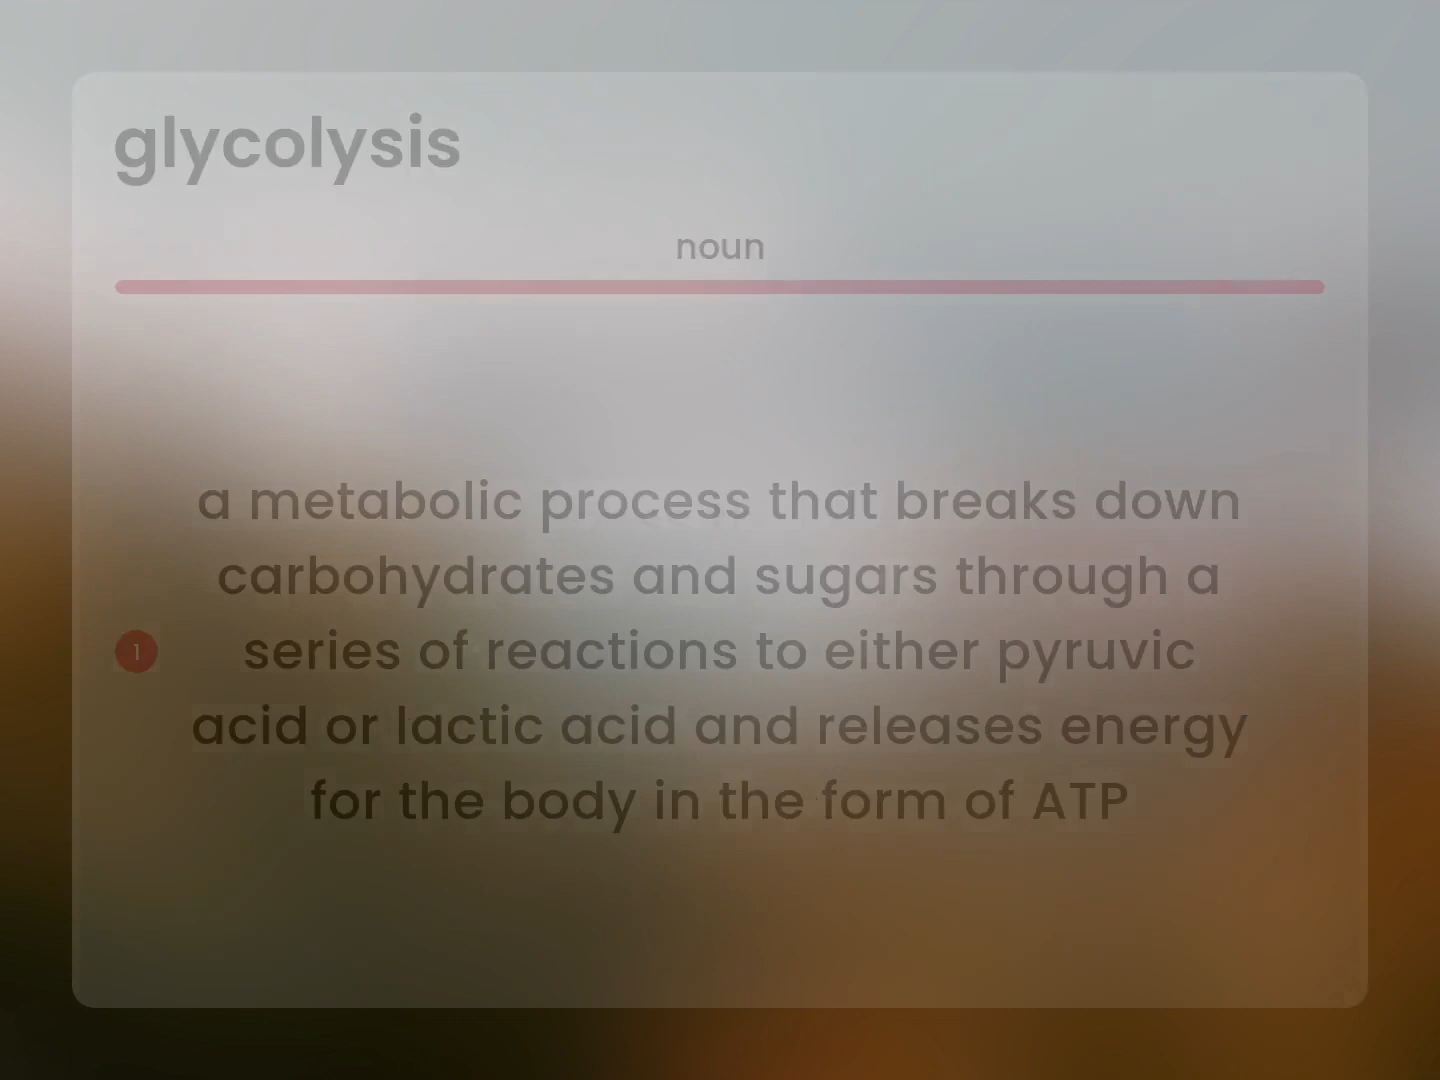 glycolysis
noun
a metabolic process that breaks down
carbohydrates and sugars through a
1 series of reactions to either pyruvic
acid or lactic acid and releases energy
for the body in the form of ATP